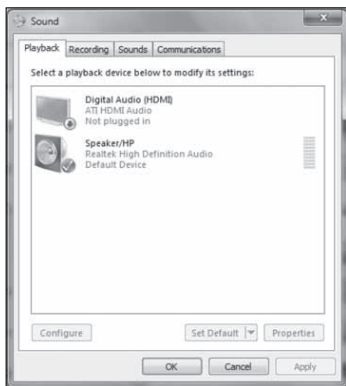 Sound
Playback
Recording
Sounds
Communications
Select a playback device below to modify its settings:
Digital Audio (HDMI)
ATI HDMI Audio
Not plugged in
Speaker/HP
Realtek High Definition Audio
Default Device
Configure
Set Default
Properties
OK
Cancel
Apply